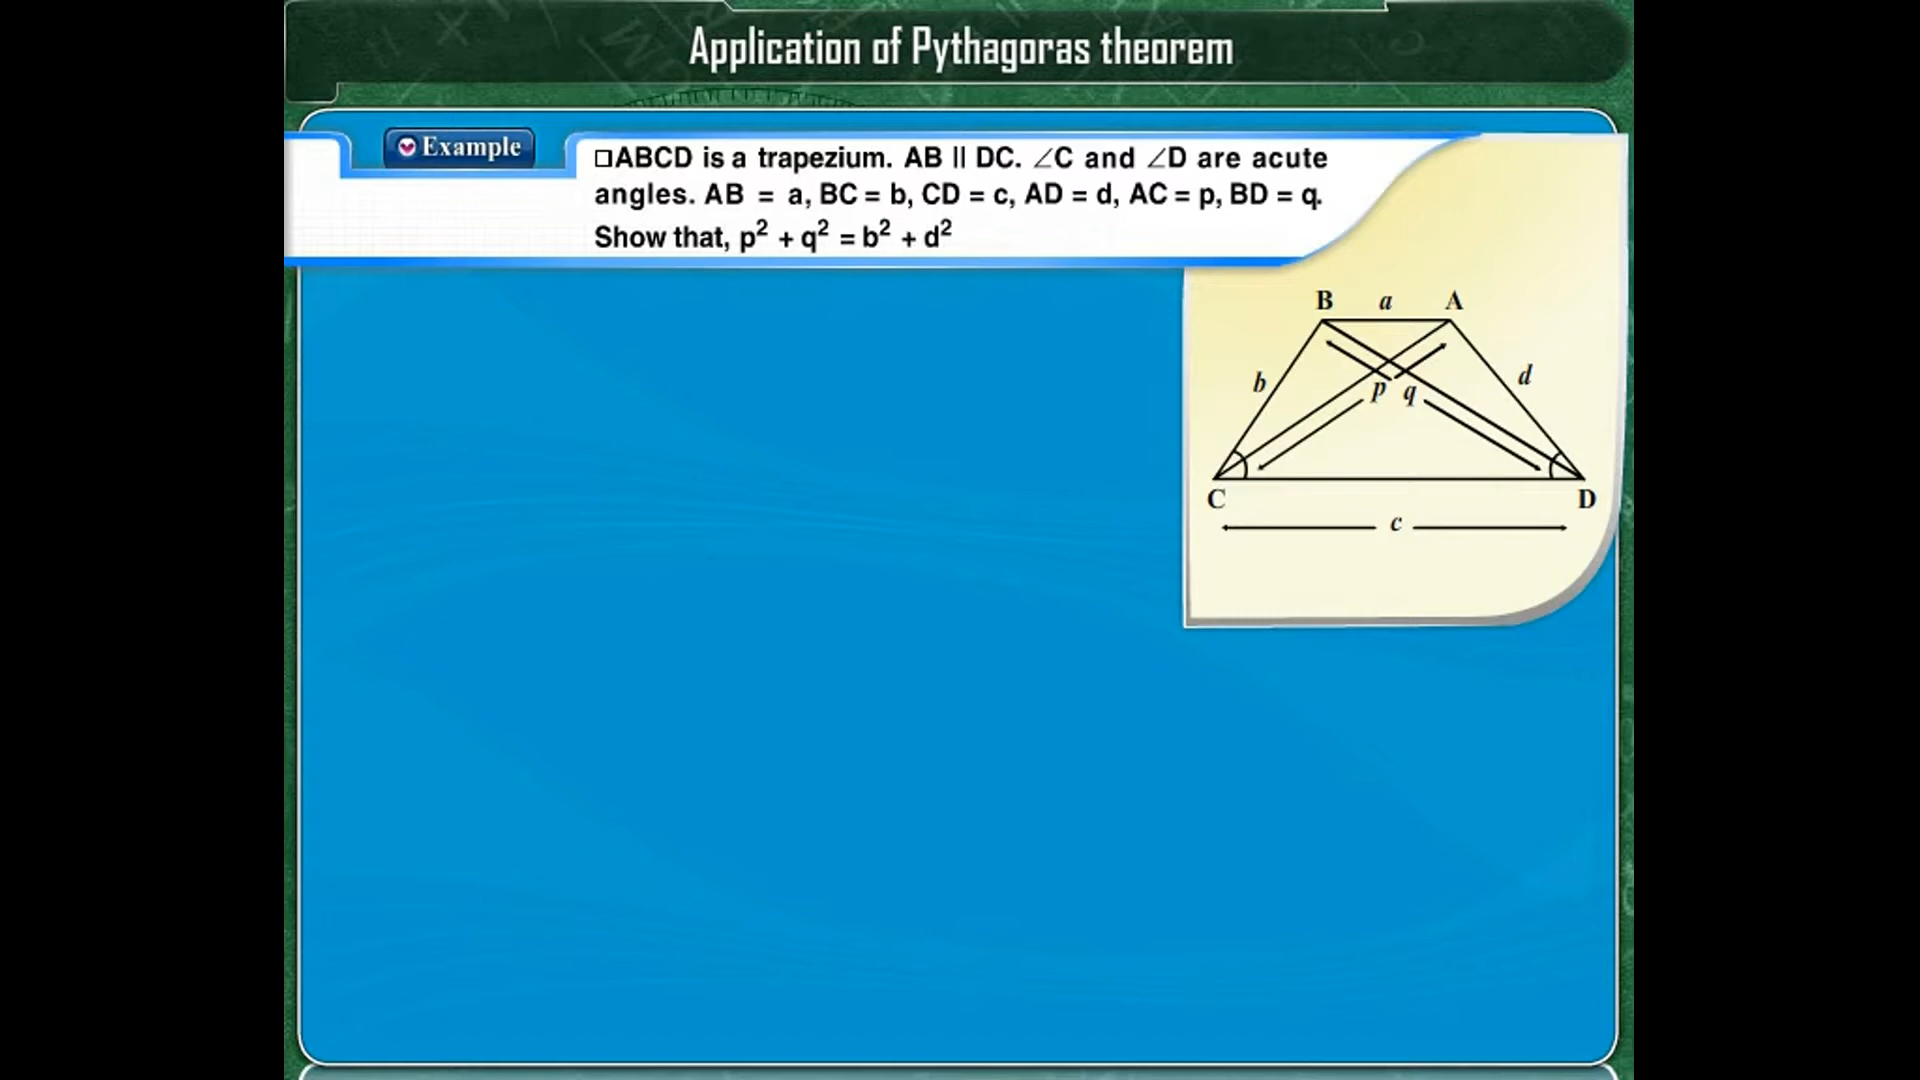 Application of Pythagoras theorem
Example
□ABCD is a trapezium. AB || DC. ∠C and ∠D are acute
angles. AB = a, BC = b, CD = c, AD = d, AC = p, BD = q.
Show that, p² + q² = b² + d²
B a A
b
d
p q
C
D
c